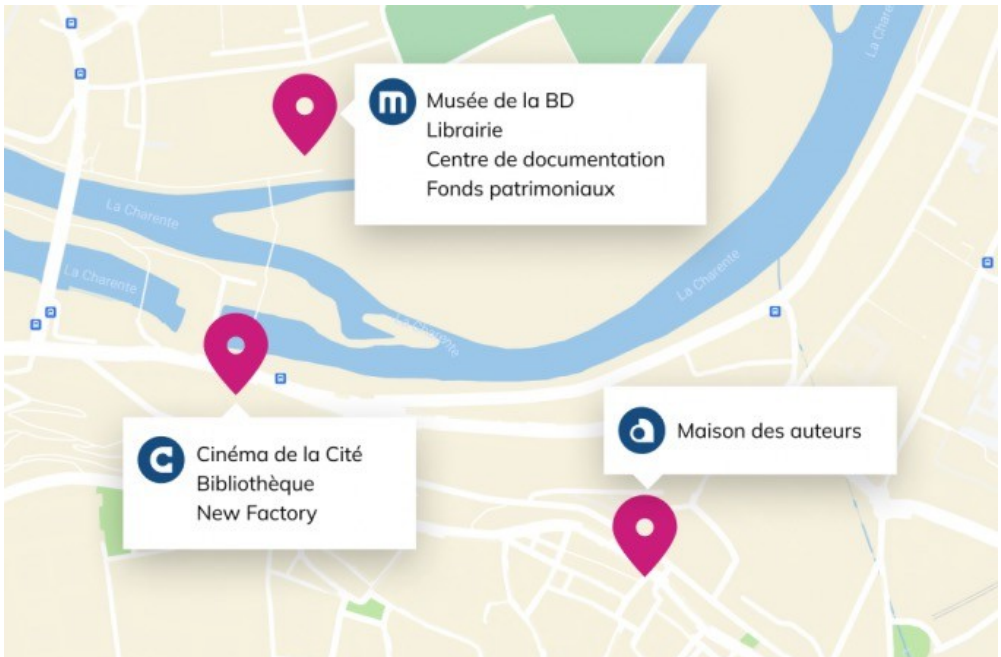 La Charente
m
Musée de la BD
Librairie
Centre de documentation
Fonds patrimoniaux
La Charente
La Charente
La Charente
La Charente
c
Cinéma de la Cité
Bibliothèque
New Factory
a
Maison des auteurs